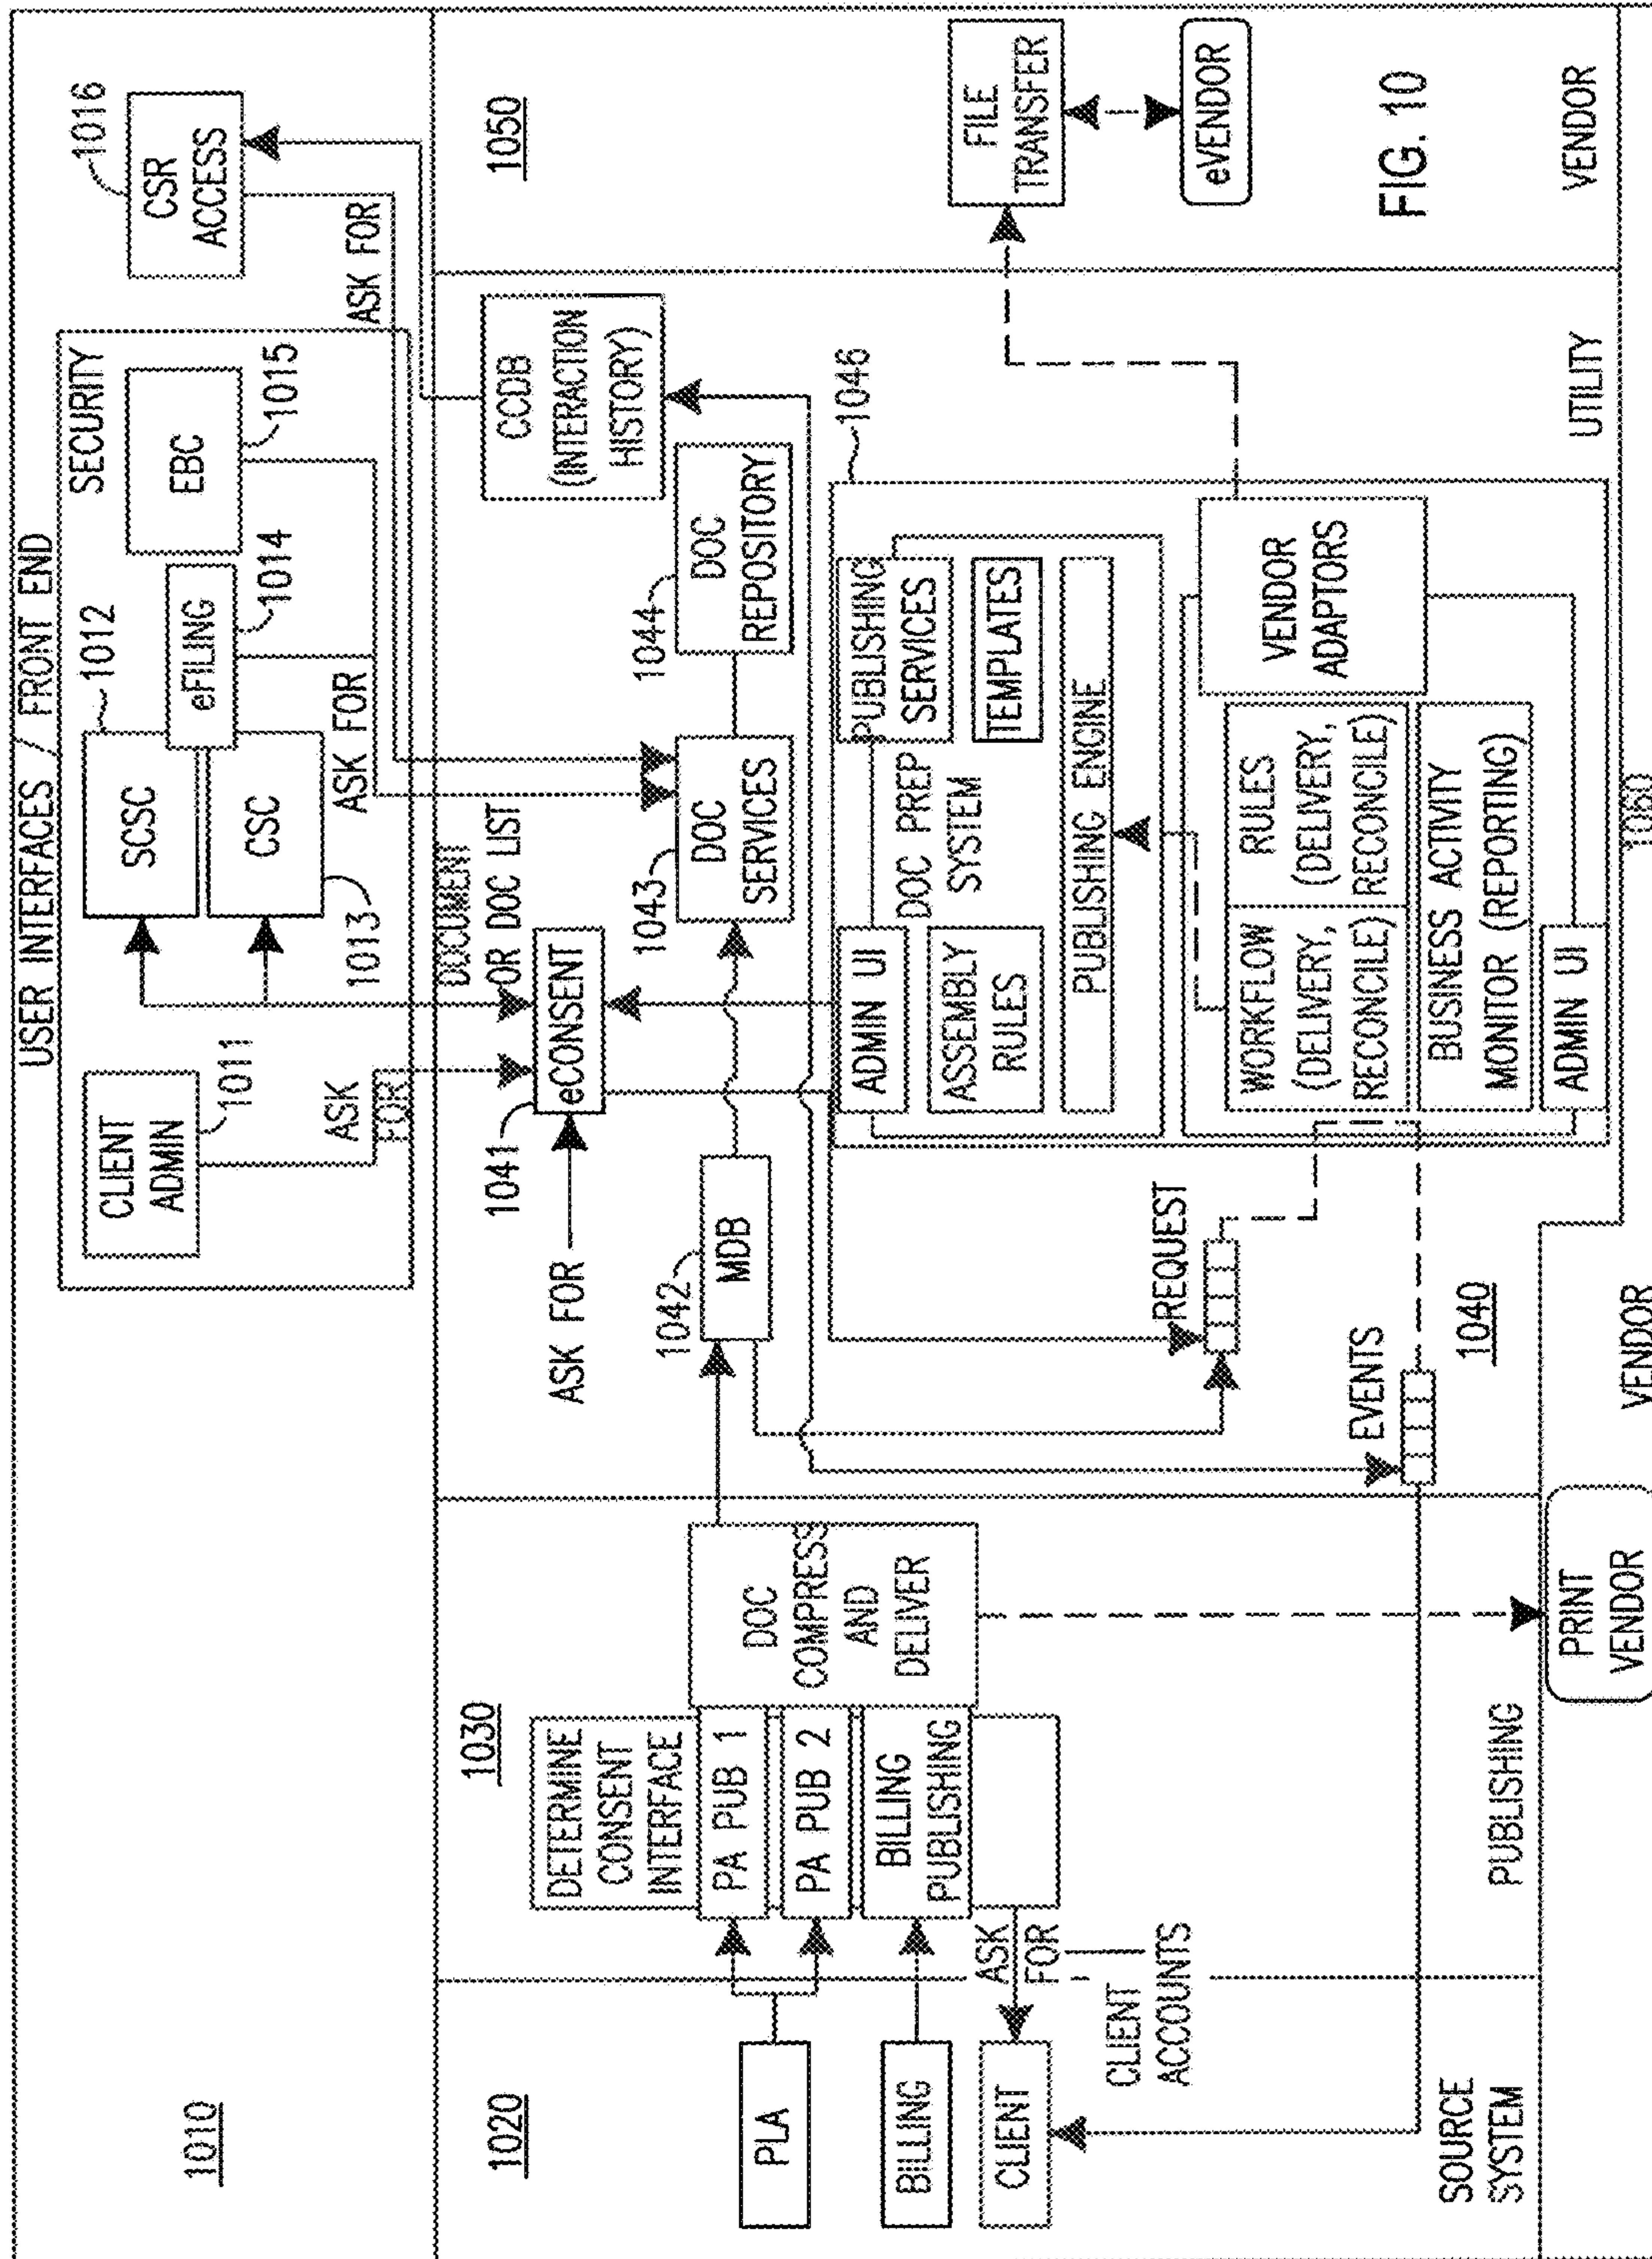 USER INTERFACES / FRONT END
1010
SECURITY
CLIENT
ADMIN
1011
ASK
FOR
SCSC
1012
CSC
1013
eFILING
1014
EBC
1015
ASK FOR
CSR
ACCESS
1016
ASK FOR
DOCUMENT
OR DOC LIST
1020
PLA
BILLING
CLIENT
ASK
FOR
CLIENT
ACCOUNTS
SOURCE
SYSTEM
1030
DETERMINE
CONSENT
INTERFACE
PA PUB 1
PA PUB 2
BILLING
PUBLISHING
DOC
COMPRESS
AND
DELIVER
PUBLISHING
ASK FOR
1041
eCONSENT
1042
MDB
1043
DOC
SERVICES
1044
DOC
REPOSITORY
CCDB
(INTERACTION
HISTORY)
REQUEST
EVENTS
1040
1046
ADMIN UI
PUBLISHING
SERVICES
DOC PREP
SYSTEM
ASSEMBLY
RULES
TEMPLATES
PUBLISHING ENGINE
WORKFLOW
(DELIVERY,
RECONCILE)
RULES
(DELIVERY,
RECONCILE)
VENDOR
ADAPTORS
BUSINESS ACTIVITY
MONITOR (REPORTING)
ADMIN UI
UTILITY
1050
FILE
TRANSFER
eVENDOR
FIG. 10
VENDOR
PRINT
VENDOR
VENDOR
1060